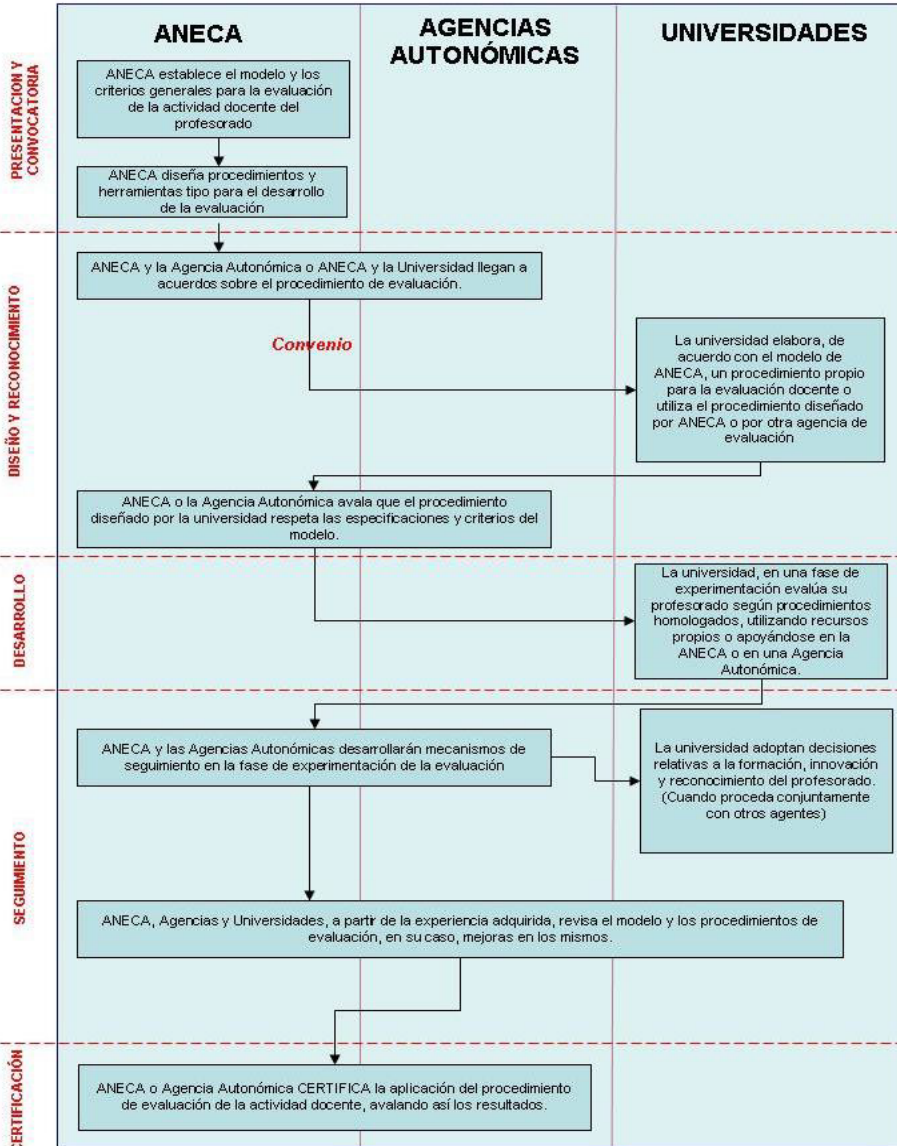 ANECA
AGENCIAS
AUTONÓMICAS
UNIVERSIDADES
PRESENTACION Y
CONVOCATORIA
ANECA establece el modelo y los
criterios generales para la evaluación
de la actividad docente del
profesorado
ANECA diseña procedimientos y
herramientas tipo para el desarrollo
de la evaluación
DISEÑO Y RECONOCIMIENTO
ANECA y la Agencia Autonómica o ANECA y la Universidad llegan a
acuerdos sobre el procedimiento de evaluación.
Convenio
La universidad elabora, de
acuerdo con el modelo de
ANECA, un procedimiento propio
para la evaluación docente o
utiliza el procedimiento diseñado
por ANECA o por otra agencia de
evaluación
ANECA o la Agencia Autonómica avala que el procedimiento
diseñado por la universidad respeta las especificaciones y criterios del
modelo.
DESARROLLO
La universidad, en una fase de
experimentación evalúa su
profesorado según procedimientos
homologados, utilizando recursos
propios o apoyándose en la
ANECA o en una Agencia
Autonómica.
SEGUIMIENTO
ANECA y las Agencias Autonómicas desarrollarán mecanismos de
seguimiento en la fase de experimentación de la evaluación
La universidad adoptan decisiones
relativas a la formación, innovación
y reconocimiento del profesorado.
(Cuando proceda conjuntamente
con otros agentes)
ANECA, Agencias y Universidades, a partir de la experiencia adquirida, revisa el modelo y los procedimientos de
evaluación, en su caso, mejoras en los mismos.
CERTIFICACIÓN
ANECA o Agencia Autonómica CERTIFICA la aplicación del procedimiento
de evaluación de la actividad docente, avalando así los resultados.